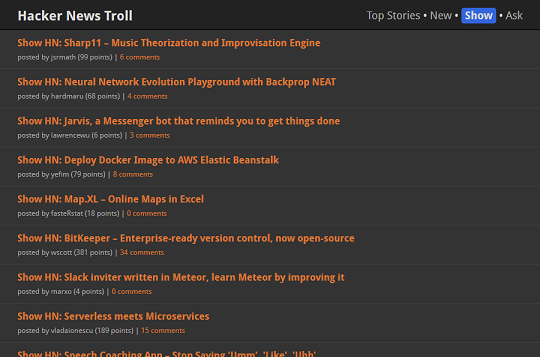 Hacker News Troll
Top Stories • New • Show • Ask
Show HN: Sharp11 – Music Theorization and Improvisation Engine
posted by jsrmath (99 points) | 6 comments
Show HN: Neural Network Evolution Playground with Backprop NEAT
posted by hardmaru (68 points) | 4 comments
Show HN: Jarvis, a Messenger bot that reminds you to get things done
posted by lawrencewu (6 points) | 3 comments
Show HN: Deploy Docker Image to AWS Elastic Beanstalk
posted by yefim (79 points) | 8 comments
Show HN: Map.XL – Online Maps in Excel
posted by fasteRstat (18 points) | 0 comments
Show HN: BitKeeper – Enterprise-ready version control, now open-source
posted by wscott (381 points) | 34 comments
Show HN: Slack inviter written in Meteor, learn Meteor by improving it
posted by marxo (4 points) | 0 comments
Show HN: Serverless meets Microservices
posted by vladaionescu (189 points) | 15 comments
Show HN: Speech Coaching App – Stop Saying 'Umm', 'Like', 'Uhh'